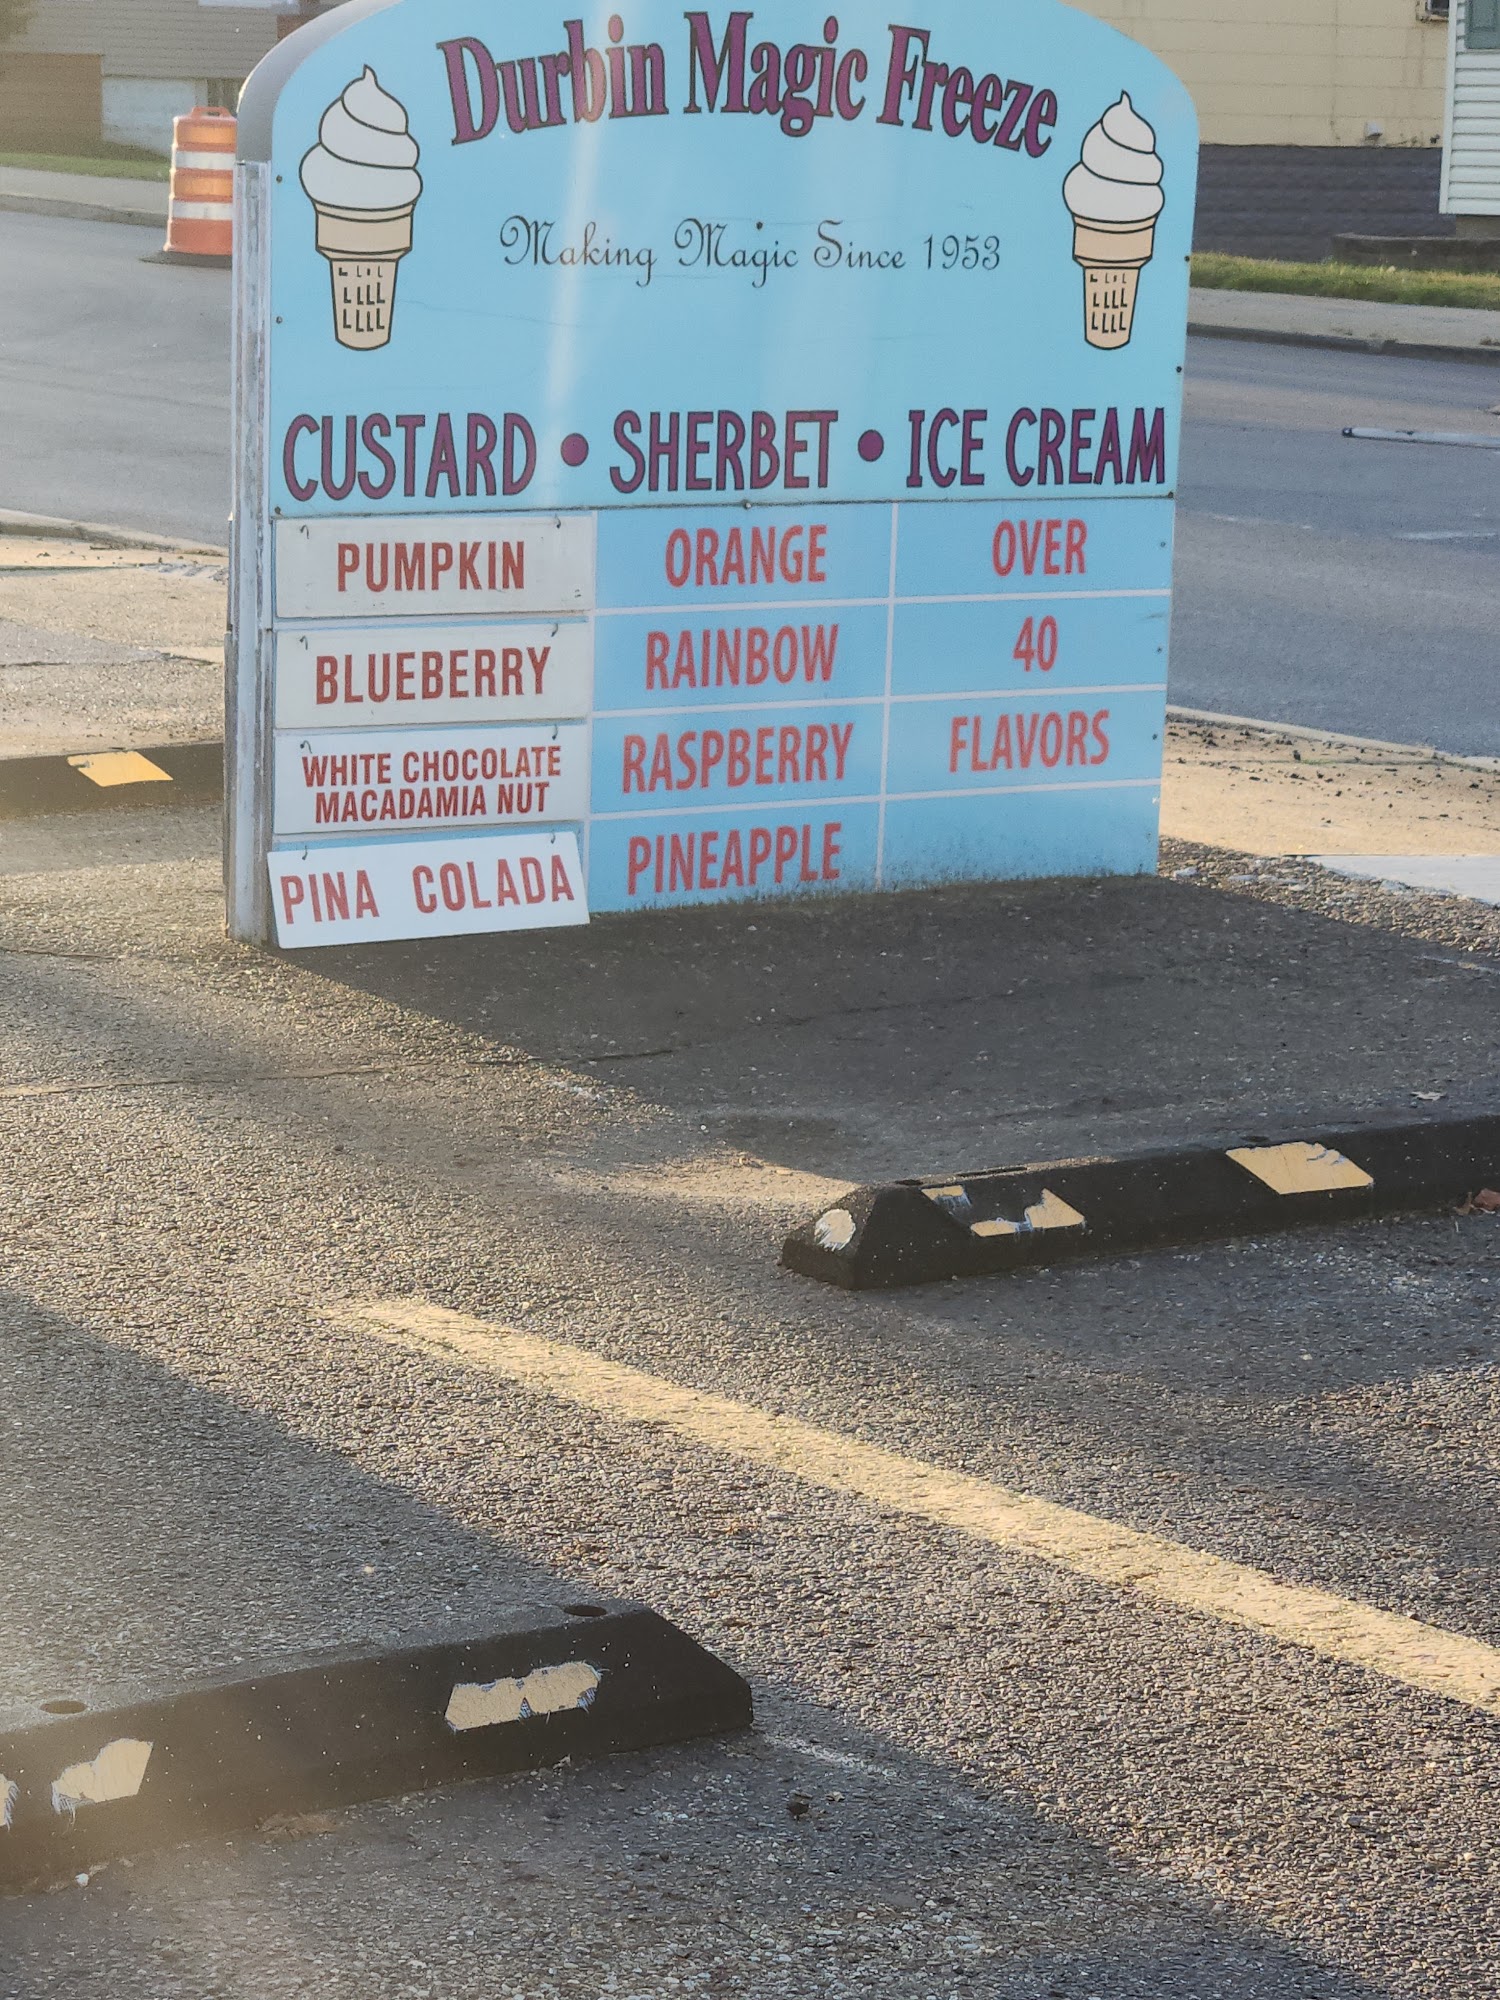 Durbin Magic Freeze
Making Magic Since 1953
CUSTARD • SHERBET • ICE CREAM
PUMPKIN ORANGE OVER
BLUEBERRY RAINBOW 40
WHITE CHOCOLATE
MACADAMIA NUT RASPBERRY FLAVORS
PINA COLADA PINEAPPLE